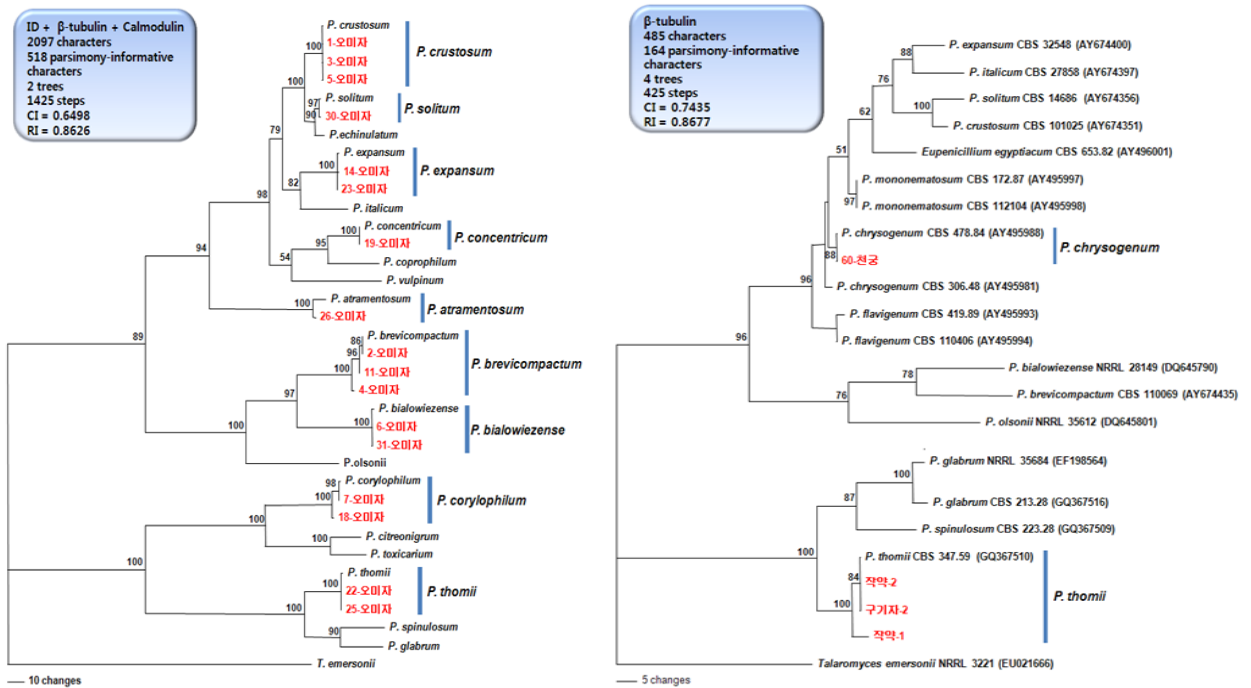 ID + β-tubulin + Calmodulin
2097 characters
518 parsimony-informative
characters
2 trees
1425 steps
CI = 0.6498
RI = 0.8626
P. crustosum
1-오미자
3-오미자
5-오미자
P. crustosum
100
100
P. solitum
30-오미자
P. solitum
97
90
P.echinulatum
79
P. expansum
14-오미자
23-오미자
P. expansum
100
82
P. italicum
98
P. concentricum
19-오미자
P. concentricum
100
95
P. coprophilum
54
P. vulpinum
94
P. atramentosum
26-오미자
P. atramentosum
100
89
P. brevicompactum
2-오미자
11-오미자
4-오미자
P. brevicompactum
86
96
100
97
P. bialowiezense
6-오미자
31-오미자
P. bialowiezense
100
100
P.olsonii
P. corylophilum
7-오미자
18-오미자
P. corylophilum
98
100
100
P. citreonigrum
P. toxicarium
100
100
P. thomii
22-오미자
25-오미자
P. thomii
100
100
P. spinulosum
P. glabrum
90
T. emersonii
10 changes
β-tubulin
485 characters
164 parsimony-informative
characters
4 trees
425 steps
CI = 0.7435
RI = 0.8677
P. expansum CBS 32548 (AY674400)
88
P. italicum CBS 27858 (AY674397)
76
P. solitum CBS 14686 (AY674356)
100
P. crustosum CBS 101025 (AY674351)
62
Eupenicillium egyptiacum CBS 653.82 (AY496001)
51
P. mononematosum CBS 172.87 (AY495997)
97
P. mononematosum CBS 112104 (AY495998)
P. chrysogenum CBS 478.84 (AY495988)
P. chrysogenum
88
60-천궁
96
P. chrysogenum CBS 306.48 (AY495981)
P. flavigenum CBS 419.89 (AY495993)
P. flavigenum CBS 110406 (AY495994)
96
P. bialowiezense NRRL 28149 (DQ645790)
78
P. brevicompactum CBS 110069 (AY674435)
76
P. olsonii NRRL 35612 (DQ645801)
P. glabrum NRRL 35684 (EF198564)
100
P. glabrum CBS 213.28 (GQ367516)
87
P. spinulosum CBS 223.28 (GQ367509)
100
P. thomii CBS 347.59 (GQ367510)
84
작약-2
P. thomii
100
구기자-2
작약-1
Talaromyces emersonii NRRL 3221 (EU021666)
5 changes